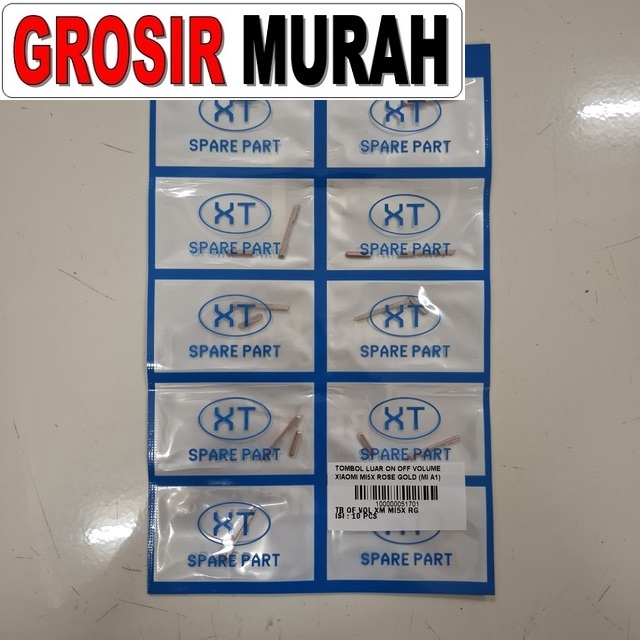 GROSIR MURAH
XT
SPARE PART
XT
SPARE PART
XT
SPARE PART
XT
SPARE PART
XT
SPARE PART
XT
SPARE PART
XT
SPARE PART
XT
TOMBOL LUAR ON OFF VOLUME
XIAOMI MI5X ROSE GOLD (MI A1)
100000051701
TB OF VOL XM MI5X RG
ISI : 10 PCS
XT
SPARE PART
SPARE PART